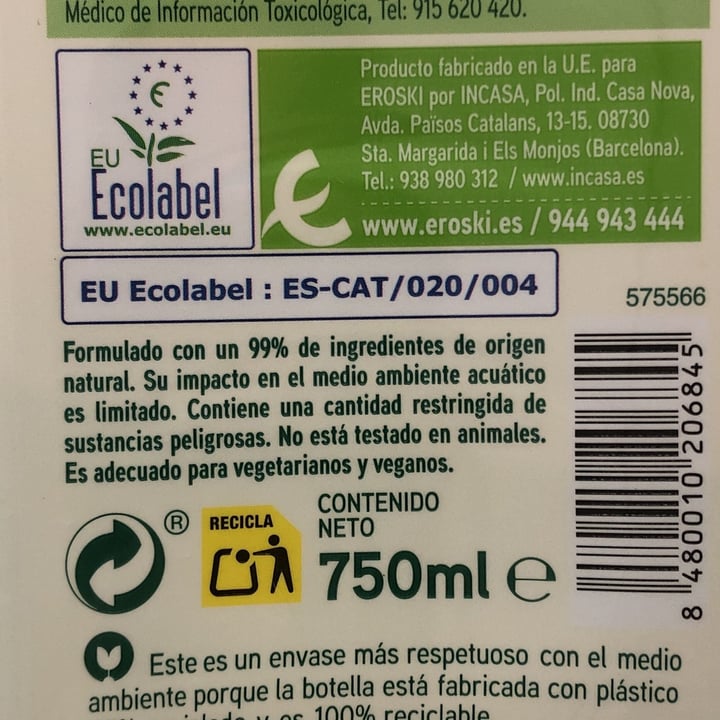 Médico de Información Toxicológica, Tel: 915 620 420.
EU
Ecolabel
www.ecolabel.eu
Producto fabricado en la U.E. para
EROSKI por INCASA, Pol. Ind. Casa Nova,
Avda. Països Catalans, 13-15. 08730
Sta. Margarida i Els Monjos (Barcelona).
Tel.: 938 980 312 / www.incasa.es
www.eroski.es / 944 943 444
EU Ecolabel : ES-CAT/020/004
575566
Formulado con un 99% de ingredientes de origen
natural. Su impacto en el medio ambiente acuático
es limitado. Contiene una cantidad restringida de
sustancias peligrosas. No está testado en animales.
Es adecuado para vegetarianos y veganos.
8 480010 206845
®
RECICLA
CONTENIDO
NETO
750ml e
Este es un envase más respetuoso con el medio
ambiente porque la botella está fabricada con plástico
y es 100% reciclable